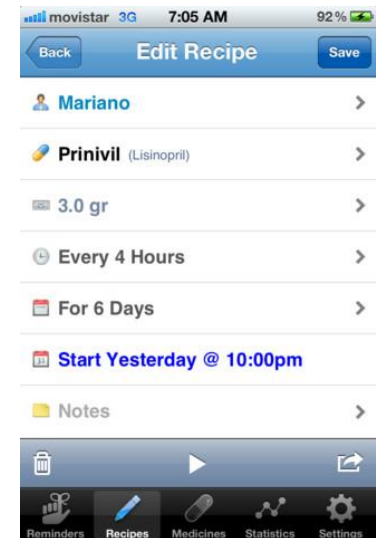 movistar 3G 7:05 AM 92%
Back Edit Recipe Save
Mariano
Prinivil (Lisinopril)
3.0 gr
Every 4 Hours
For 6 Days
Start Yesterday @ 10:00pm
Notes
Reminders Recipes Medicines Statistics Settings